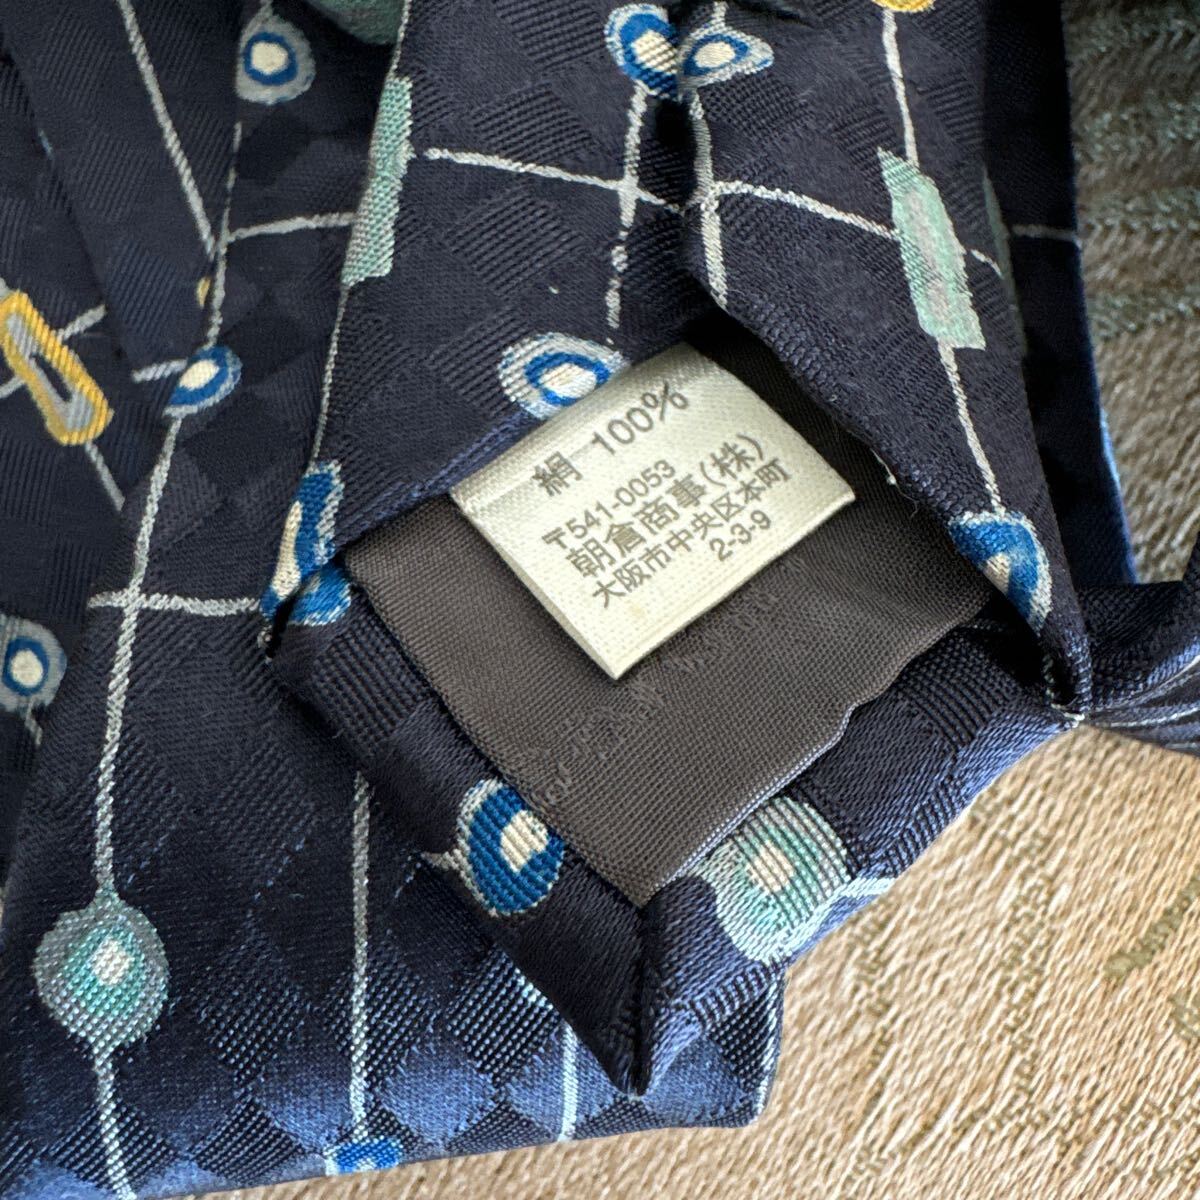 絹 100%
〒541-0053
朝倉商事(株)
大阪市中央区本町
2-3-9